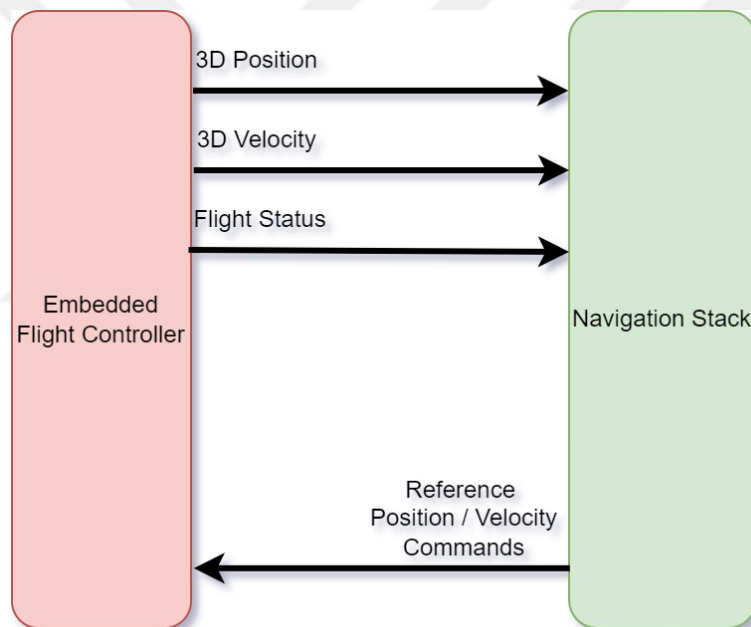 3D Position
3D Velocity
Flight Status
Embedded
Flight Controller
Navigation Stack
Reference
Position / Velocity
Commands